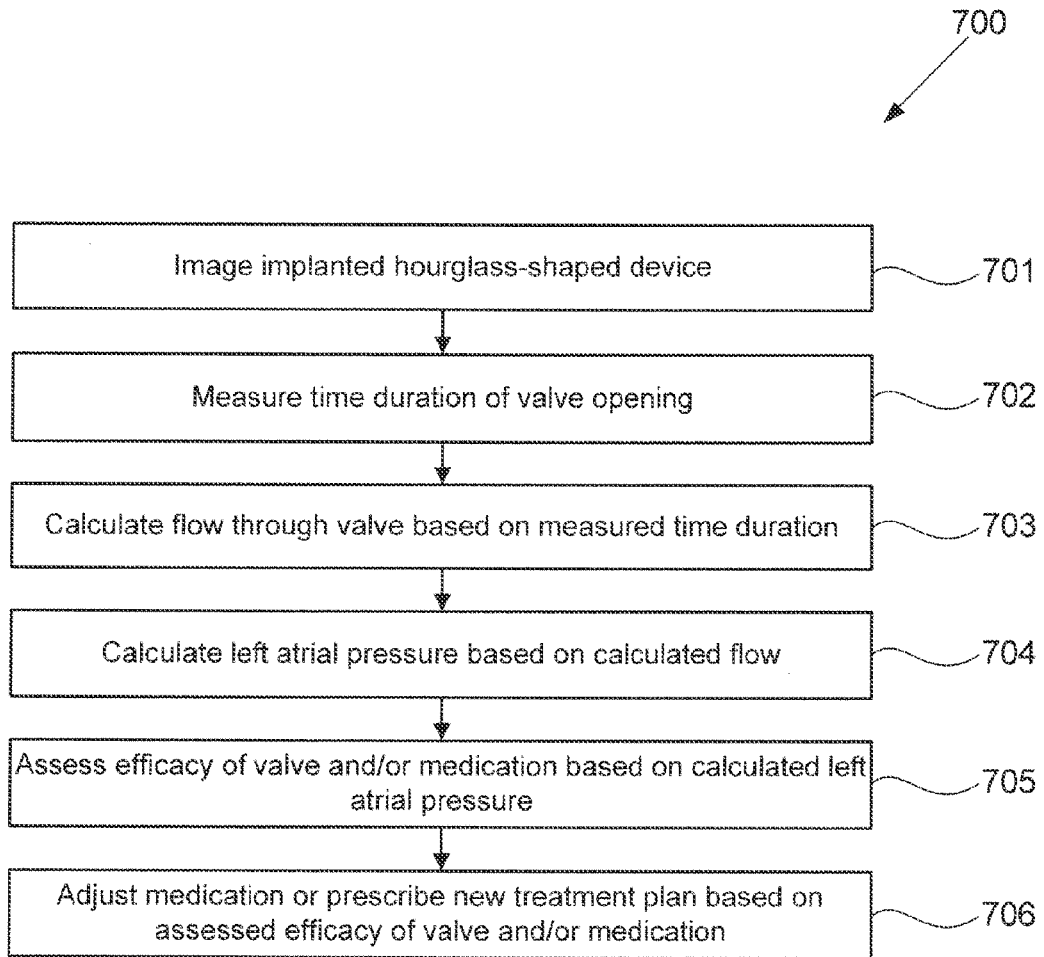 700
Image implanted hourglass-shaped device
701
Measure time duration of valve opening
702
Calculate flow through valve based on measured time duration
703
Calculate left atrial pressure based on calculated flow
704
Assess efficacy of valve and/or medication based on calculated left
atrial pressure
705
Adjust medication or prescribe new treatment plan based on
assessed efficacy of valve and/or medication
706